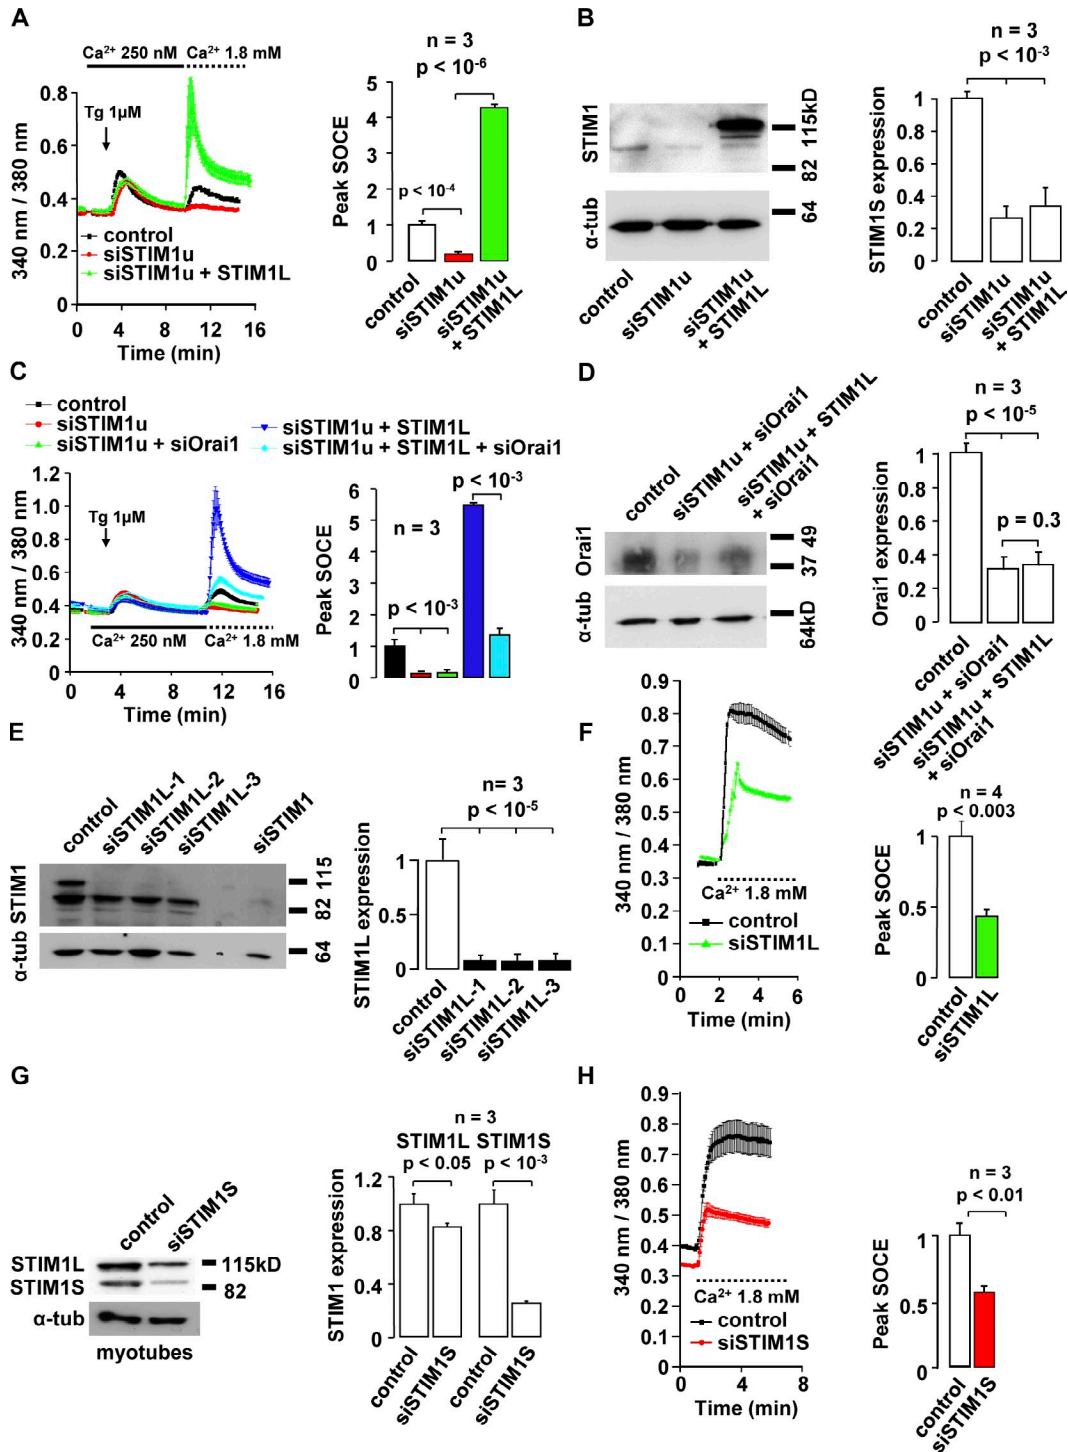 A
Ca²⁺ 250 nM
Ca²⁺ 1.8 mM
Tg 1µM
340 nm / 380 nm
0.8
0.6
0.4
0.2
0
control
siSTIM1u
siSTIM1u + STIM1L
0
4
8
12
16
Time (min)
n = 3
p < 10⁻⁶
p < 10⁻⁴
Peak SOCE
5
4
3
2
1
0
control
siSTIM1u
siSTIM1u
+ STIM1L
B
STIM1
α-tub
115kD
82
64
control
siSTIM1u
siSTIM1u
+ STIM1L
n = 3
p < 10⁻³
STIM1S expression
1
0.8
0.6
0.4
0.2
0
control
siSTIM1u
siSTIM1u
+ STIM1L
C
control
siSTIM1u
siSTIM1u + siOrai1
siSTIM1u + STIM1L
siSTIM1u + STIM1L + siOrai1
340 nm / 380 nm
1.2
1.0
0.8
0.6
0.4
0.2
0
Tg 1µM
Ca²⁺ 250 nM
Ca²⁺ 1.8 mM
0
4
8
12
16
Time (min)
p < 10⁻³
n = 3
p < 10⁻³
Peak SOCE
6
5
4
3
2
1
0
D
control
siSTIM1u + siOrai1
siSTIM1u + STIM1L
+ siOrai1
Orai1
α-tub
49
37
64kD
n = 3
p < 10⁻⁵
p = 0.3
Orai1 expression
1
0.8
0.6
0.4
0.2
0
control
siSTIM1u + siOrai1
siSTIM1u + STIM1L
+ siOrai1
E
control
siSTIM1L-1
siSTIM1L-2
siSTIM1L-3
siSTIM1
α-tub STIM1
115
82
64
n = 3
p < 10⁻⁵
STIM1L expression
1
0.5
0
control
siSTIM1L-1
siSTIM1L-2
siSTIM1L-3
F
340 nm / 380 nm
0.9
0.8
0.7
0.6
0.5
0.4
0.3
0.2
0.1
0
Ca²⁺ 1.8 mM
control
siSTIM1L
0
2
4
6
Time (min)
n = 4
p < 0.003
Peak SOCE
1
0.5
0
control
siSTIM1L
G
control
siSTIM1S
STIM1L
STIM1S
α-tub
115kD
82
myotubes
n = 3
STIM1L STIM1S
p < 0.05
p < 10⁻³
STIM1 expression
1.2
0.8
0.4
0
control
siSTIM1S
control
siSTIM1S
H
340 nm / 380 nm
0.9
0.8
0.7
0.6
0.5
0.4
0.3
0.2
0.1
0
Ca²⁺ 1.8 mM
control
siSTIM1S
0
4
8
Time (min)
n = 3
p < 0.01
Peak SOCE
1
0.5
0
control
siSTIM1S